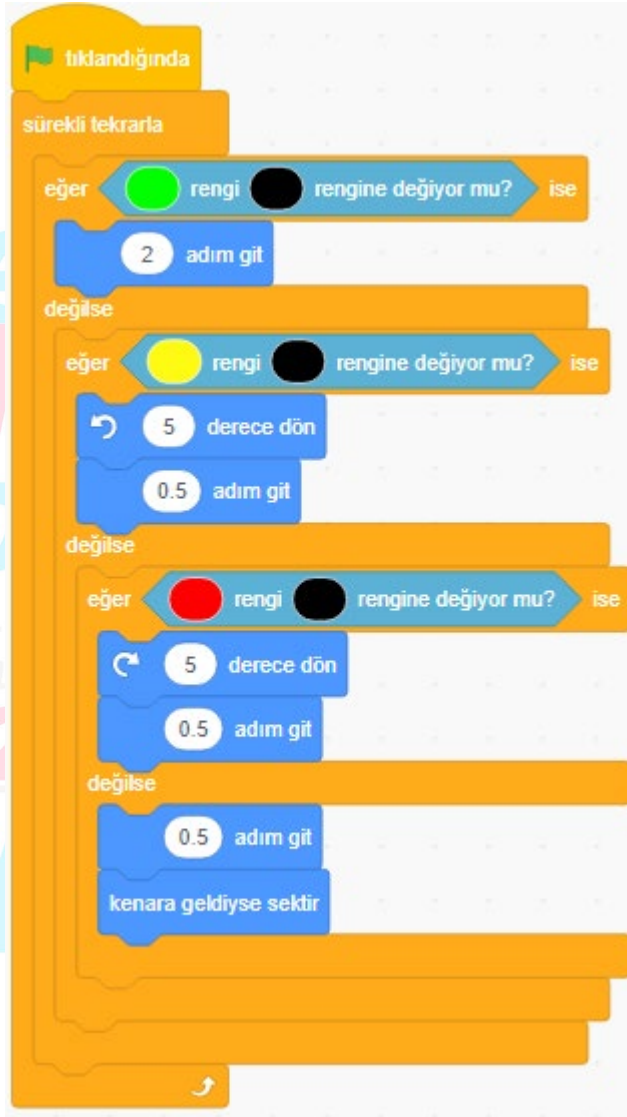 tıklandığında
sürekli tekrarla
eğer rengi rengine değiyor mu? ise
2 adım git
değilse
eğer rengi rengine değiyor mu? ise
5 derece dön
0.5 adım git
değilse
eğer rengi rengine değiyor mu? ise
5 derece dön
0.5 adım git
değilse
0.5 adım git
kenara geldiyse sektir